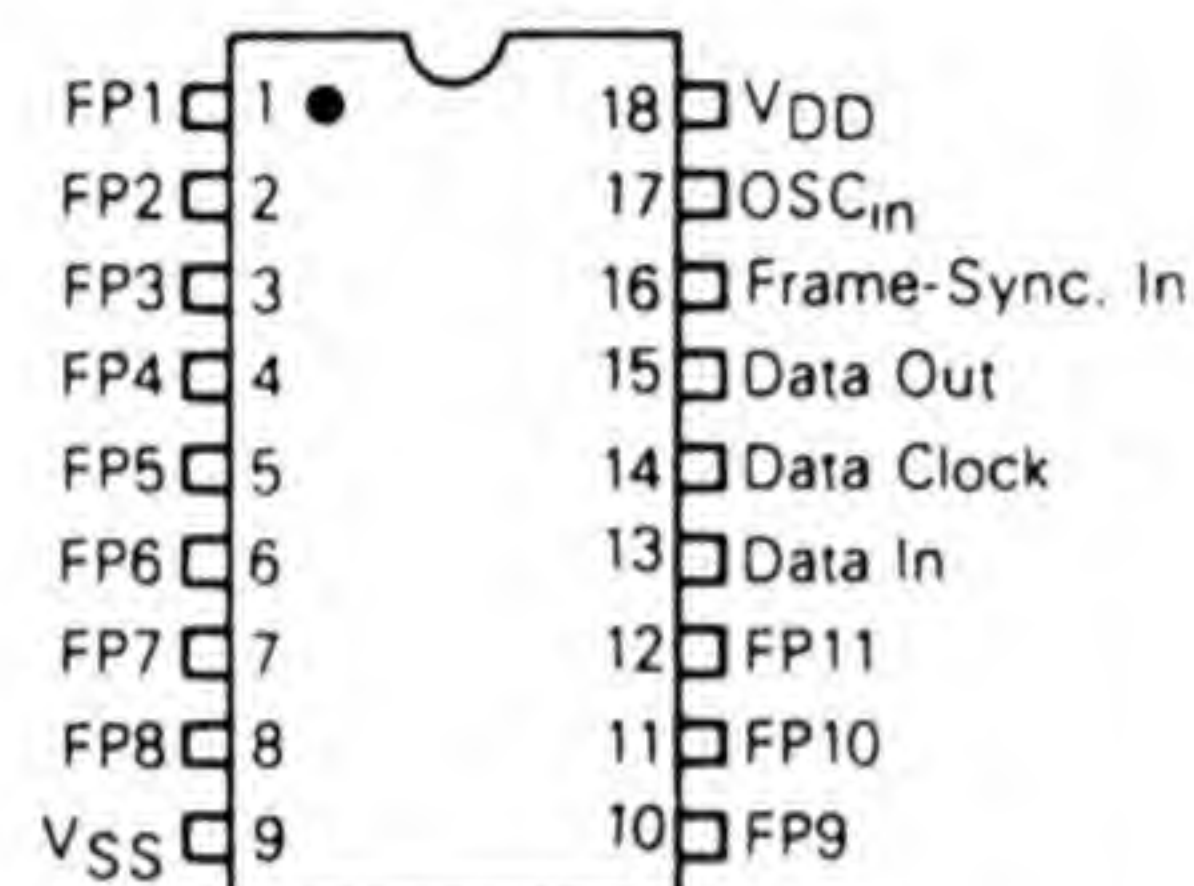 FP1 1 18 VDD
FP2 2 17 OSCin
FP3 3 16 Frame-Sync. In
FP4 4 15 Data Out
FP5 5 14 Data Clock
FP6 6 13 Data In
FP7 7 12 FP11
FP8 8 11 FP10
VSS 9 10 FP9